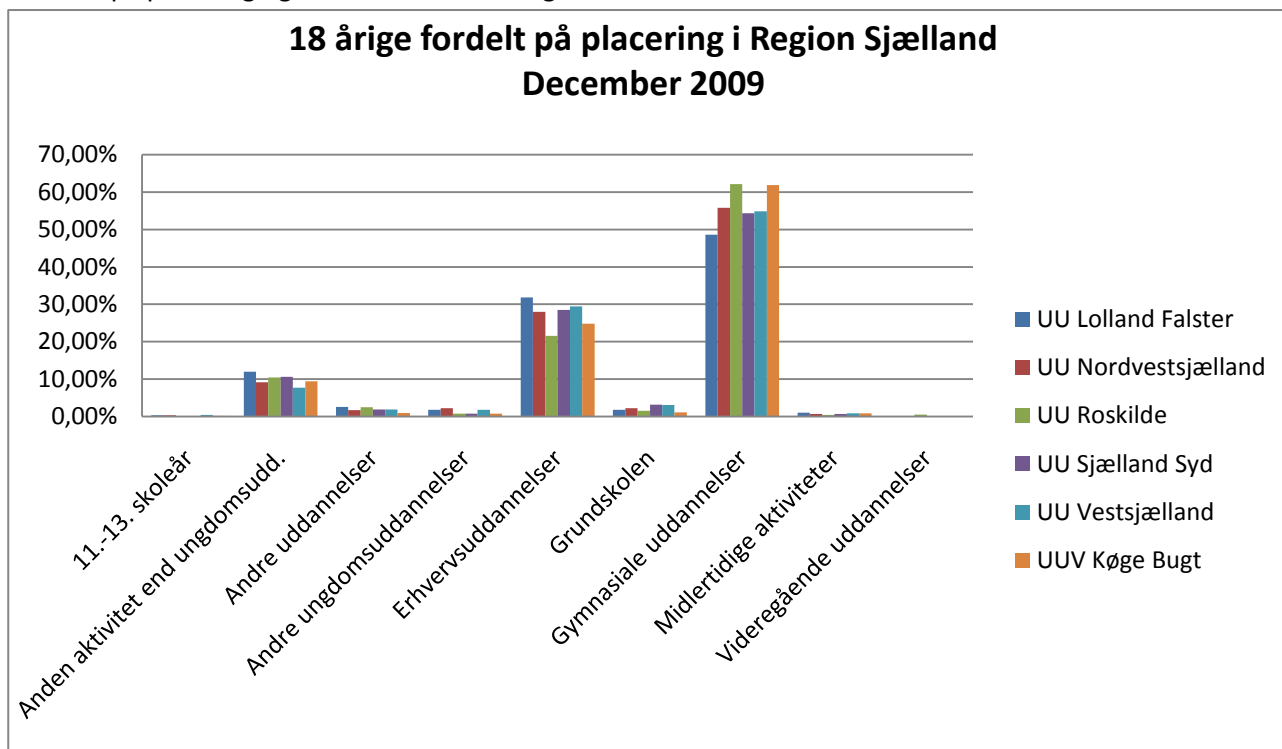 18 årige fordelt på placering i Region Sjælland
December 2009
70,00%
60,00%
50,00%
40,00%
30,00%
20,00%
10,00%
0,00%
11.-13. skoleår
Anden aktivitet end ungdomsudd.
Andre uddannelser
Andre ungdomsuddannelser
Erhvervsuddannelser
Grundskolen
Gymnasiale uddannelser
Midlertidige aktiviteter
Videregående uddannelser
UU Lolland Falster
UU Nordvestsjælland
UU Roskilde
UU Sjælland Syd
UU Vestsjælland
UUV Køge Bugt